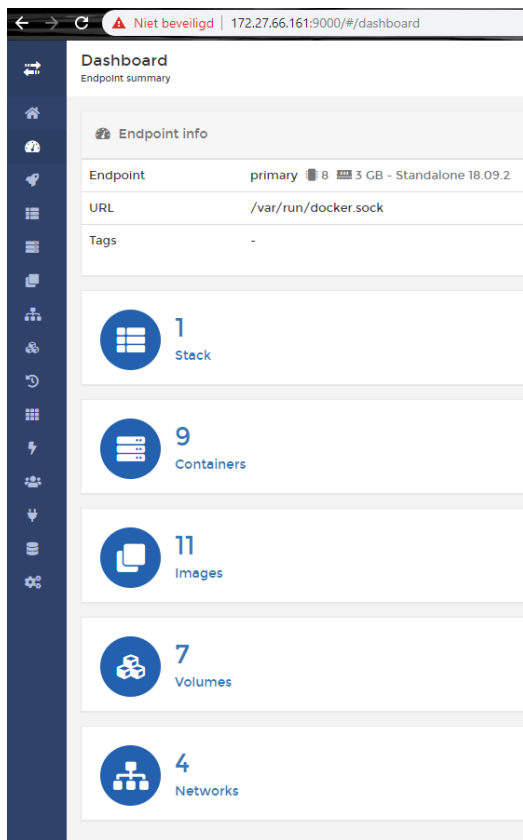 Niet beveiligd | 172.27.66.161:9000/#/dashboard
Dashboard
Endpoint summary
Endpoint info
Endpoint primary 8 3 GB - Standalone 18.09.2
URL /var/run/docker.sock
Tags -
1
Stack
9
Containers
11
Images
7
Volumes
4
Networks